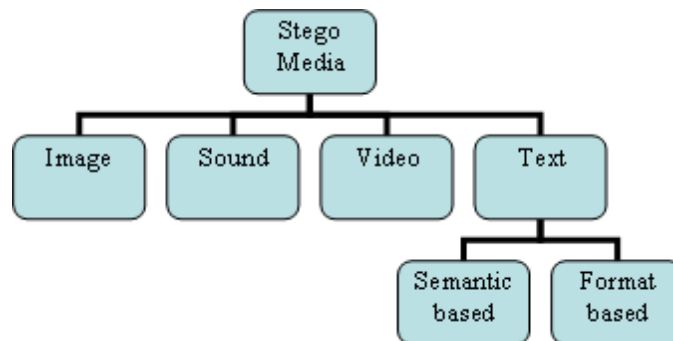 Stego
Media
Image
Sound
Video
Text
Semantic
based
Format
based